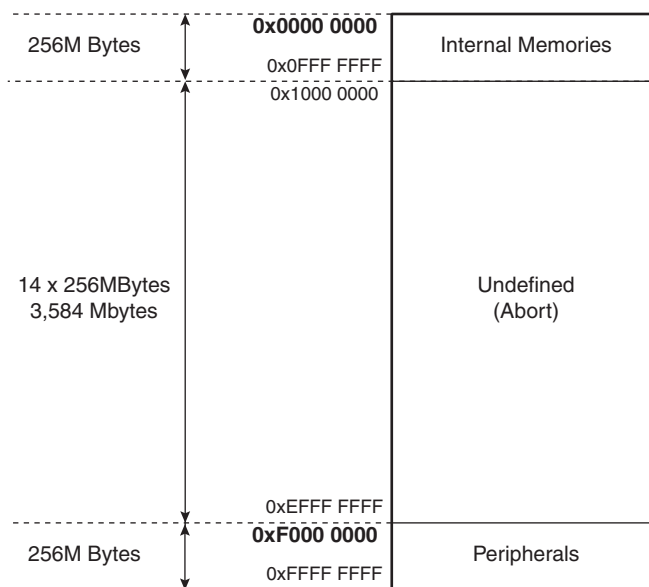 0x0000 0000
256M Bytes
Internal Memories
0x0FFF FFFF
0x1000 0000
14 x 256MBytes
3,584 Mbytes
Undefined
(Abort)
0xEFFF FFFF
0xF000 0000
256M Bytes
Peripherals
0xFFFF FFFF